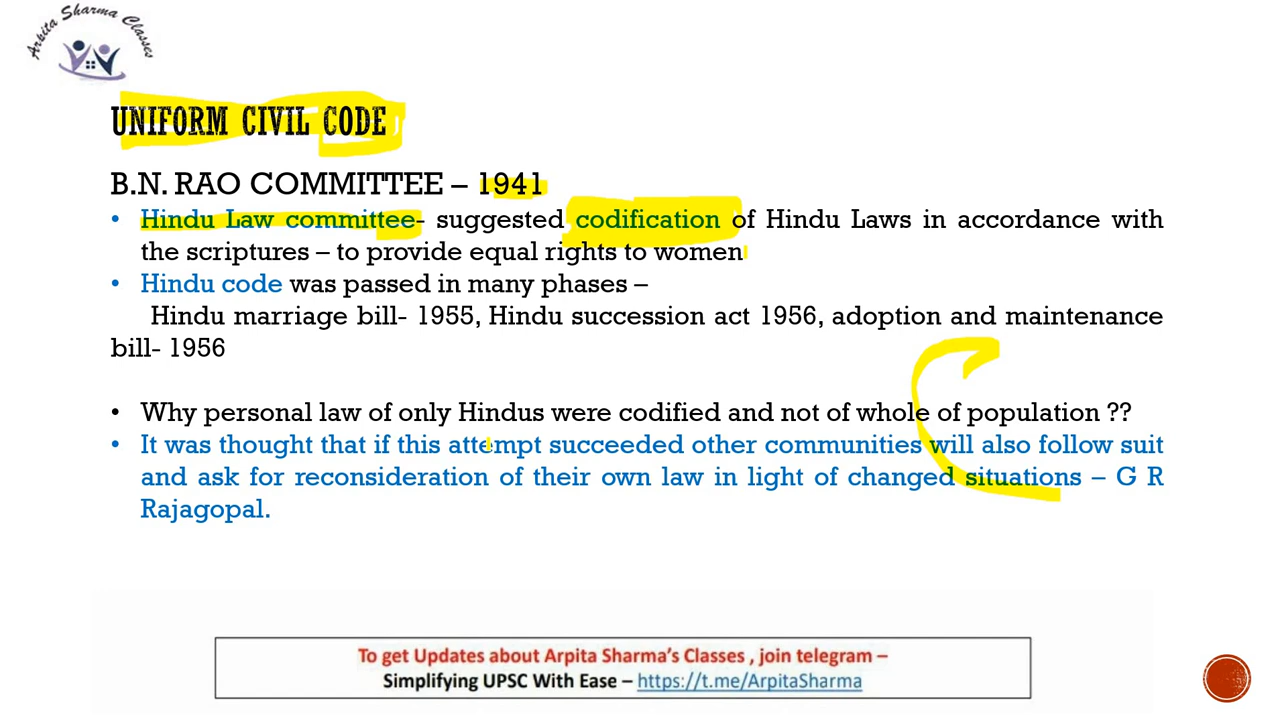 Arpita Sharma Classes
UNIFORM CIVIL CODE
B.N. RAO COMMITTEE – 1941
• Hindu Law committee- suggested codification of Hindu Laws in accordance with
the scriptures – to provide equal rights to women
• Hindu code was passed in many phases –
Hindu marriage bill- 1955, Hindu succession act 1956, adoption and maintenance
bill- 1956
• Why personal law of only Hindus were codified and not of whole of population ??
• It was thought that if this attempt succeeded other communities will also follow suit
and ask for reconsideration of their own law in light of changed situations – G R
Rajagopal.
To get Updates about Arpita Sharma's Classes , join telegram –
Simplifying UPSC With Ease – https://t.me/ArpitaSharma